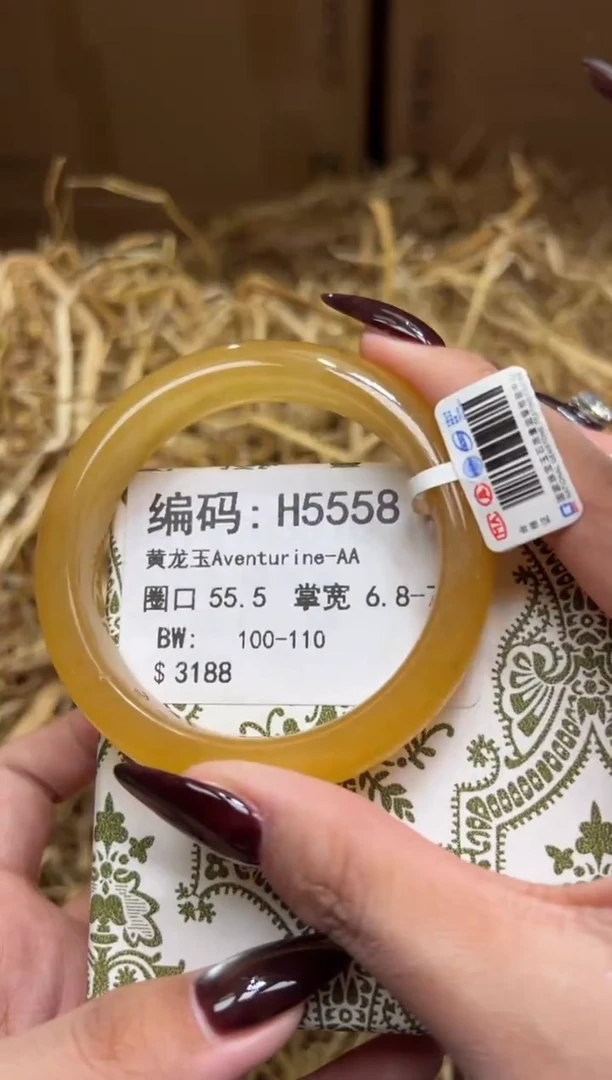 编码: H5558
黄龙玉Aventurine-AA
圈口 55.5 掌宽 6.8-
BW: 100-110
$ 3188